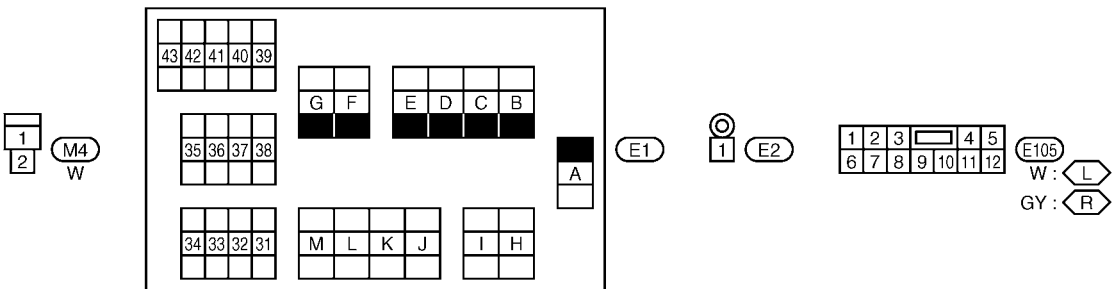 43 42 41 40 39
G F E D C B
1
2
M4
W
35 36 37 38
A
E1
1
E2
1 2 3 4 5
6 7 8 9 10 11 12
E105
W : L
GY : R
34 33 32 31
M L K J
I H